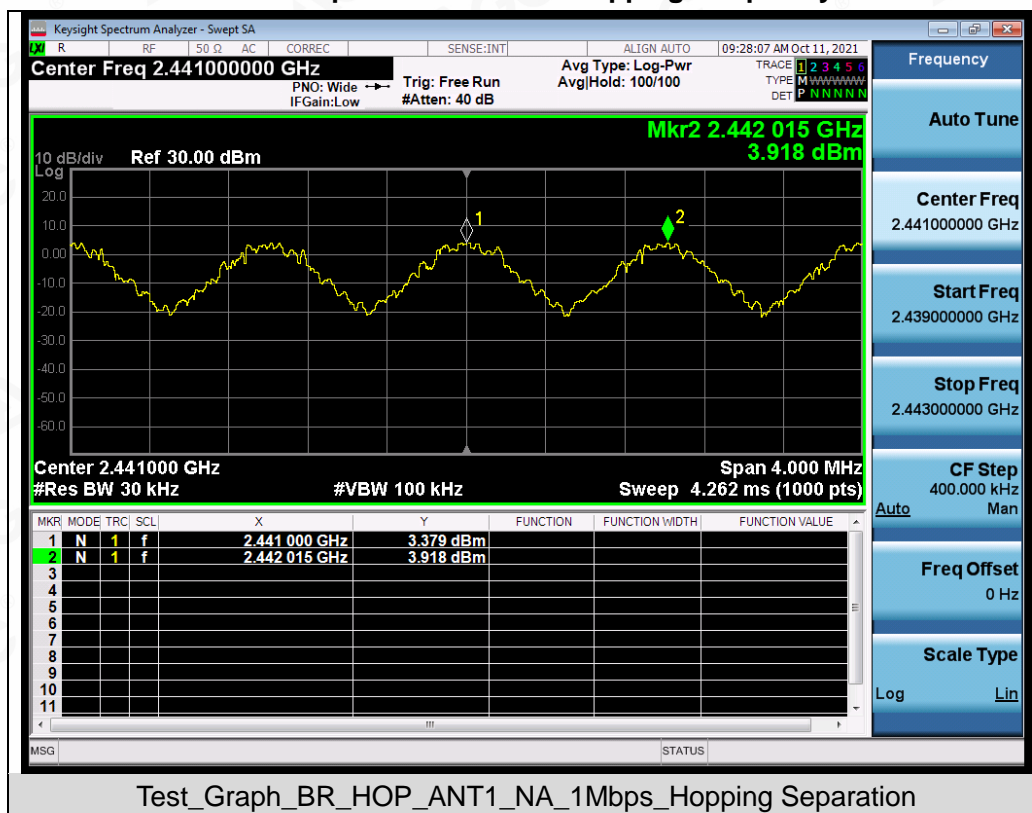 Keysight Spectrum Analyzer - Swept SA
LXI R RF 50 Ω AC CORREC SENSE:INT ALIGN AUTO 09:28:07 AM Oct 11, 2021
Center Freq 2.441000000 GHz
PNO: Wide
IFGain:Low
Trig: Free Run
#Atten: 40 dB
Avg Type: Log-Pwr
Avg|Hold: 100/100
TRACE 1 2 3 4 5 6
TYPE M WWWWW
DET P N N N N N
Mkr2 2.442 015 GHz
3.918 dBm
10 dB/div Ref 30.00 dBm
Log
20.0
10.0
0.00
-10.0
-20.0
-30.0
-40.0
-50.0
-60.0
1
2
Center 2.441000 GHz Span 4.000 MHz
#Res BW 30 kHz #VBW 100 kHz Sweep 4.262 ms (1000 pts)
MKR MODE TRC SCL X Y FUNCTION FUNCTION WIDTH FUNCTION VALUE
1 N 1 f 2.441 000 GHz 3.379 dBm
2 N 1 f 2.442 015 GHz 3.918 dBm
3
4
5
6
7
8
9
10
11
MSG STATUS
Frequency
Auto Tune
Center Freq
2.441000000 GHz
Start Freq
2.439000000 GHz
Stop Freq
2.443000000 GHz
CF Step
400.000 kHz
Auto Man
Freq Offset
0 Hz
Scale Type
Log Lin
Test_Graph_BR_HOP_ANT1_NA_1Mbps_Hopping Separation